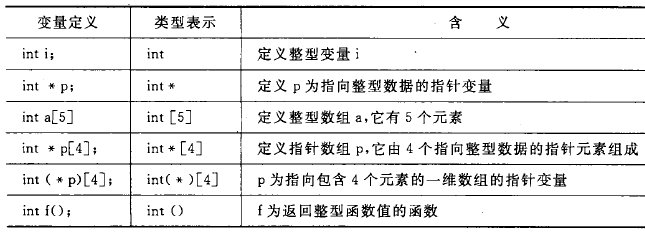 变量定义 类型表示 含 义
int i; int 定义整型变量 i
int * p; int * 定义 p 为指向整型数据的指针变量
int a[5] int [5] 定义整型数组 a,它有 5 个元素
int * p[4]; int * [4] 定义指针数组 p,它由 4 个指向整型数据的指针元素组成
int ( * p)[4]; int( * )[4] p 为指向包含 4 个元素的一维数组的指针变量
int f(); int () f 为返回整型函数值的函数